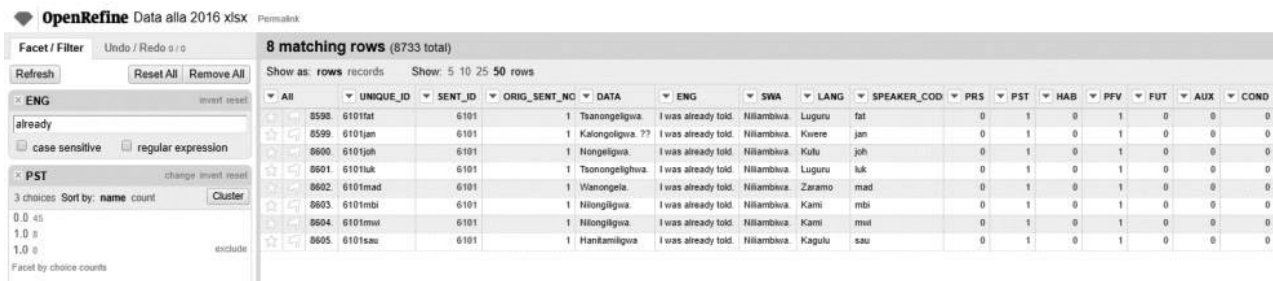 OpenRefine Data alla 2016 xlsx Permalink
Facet / Filter Undo / Redo 0 / 0
8 matching rows (8733 total)
Refresh Reset All Remove All
Show as: rows records Show: 5 10 25 50 rows
ENG invert reset
already
case sensitive regular expression
PST change invert reset
3 choices Sort by: name count Cluster
0.0 45
1.0 8
1.0 8 exclude
Facet by choice counts
All UNIQUE_ID SENT_ID ORIG_SENT_NO DATA ENG SWA LANG SPEAKER_COD PRS PST HAB PFV FUT AUX COND
8598. 6101fat 6101 1 Tsanongeligwa. I was already told. Niliambiwa. Luguru fat 0 1 0 1 0 0 0
8599. 6101jan 6101 1 Kalongoligwa. ?? I was already told. Niliambiwa. Kwere jan 0 1 0 1 0 0 0
8600. 6101joh 6101 1 Nongeligwa. I was already told. Niliambiwa. Kutu joh 0 1 0 1 0 0 0
8601. 6101luk 6101 1 Tsonongelighwa. I was already told. Niliambiwa. Luguru luk 0 1 0 1 0 0 0
8602. 6101mad 6101 1 Wanongela. I was already told. Niliambiwa. Zaramo mad 0 1 0 1 0 0 0
8603. 6101mbi 6101 1 Nilongiligwa. I was already told. Niliambiwa. Kami mbi 0 1 0 1 0 0 0
8604. 6101mwi 6101 1 Nilongiligwa. I was already told. Niliambiwa. Kami mwi 0 1 0 1 0 0 0
8605. 6101sau 6101 1 Hanitamiligwa I was already told. Niliambiwa. Kagulu sau 0 1 0 1 0 0 0